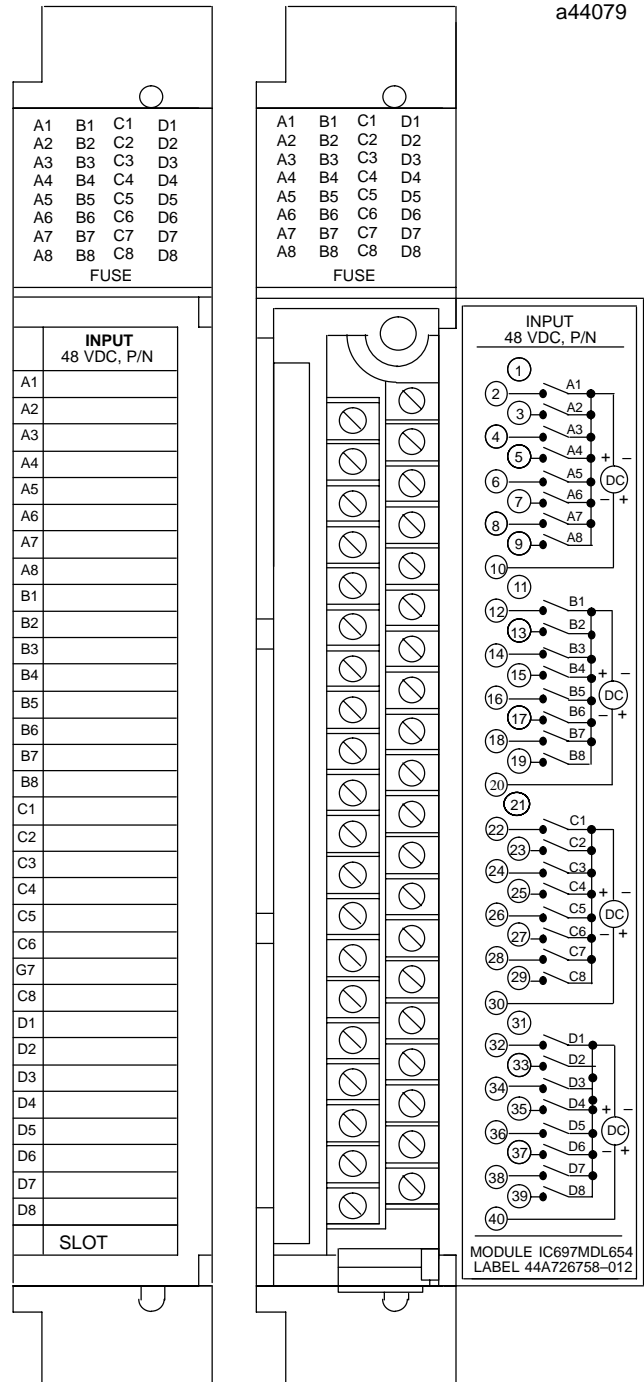 a44079
A1 B1 C1 D1
A2 B2 C2 D2
A3 B3 C3 D3
A4 B4 C4 D4
A5 B5 C5 D5
A6 B6 C6 D6
A7 B7 C7 D7
A8 B8 C8 D8
FUSE
INPUT
48 VDC, P/N
A1
A2
A3
A4
A5
A6
A7
A8
B1
B2
B3
B4
B5
B6
B7
B8
C1
C2
C3
C4
C5
C6
G7
C8
D1
D2
D3
D4
D5
D6
D7
D8
SLOT
A1 B1 C1 D1
A2 B2 C2 D2
A3 B3 C3 D3
A4 B4 C4 D4
A5 B5 C5 D5
A6 B6 C6 D6
A7 B7 C7 D7
A8 B8 C8 D8
FUSE
INPUT
48 VDC, P/N
1
2 A1
3 A2
4 A3
5 A4 + –
6 A5 DC
7 A6 – +
8 A7
9 A8
10
11
12 B1
13 B2
14 B3
15 B4 + –
16 B5 DC
17 B6 – +
18 B7
19 B8
20
21
22 C1
23 C2
24 C3
25 C4 + –
26 C5 DC
27 C6 – +
28 C7
29 C8
30
31
32 D1
33 D2
34 D3
35 D4 + –
36 D5 DC
37 D6 – +
38 D7
39 D8
40
MODULE IC697MDL654
LABEL 44A726758–012